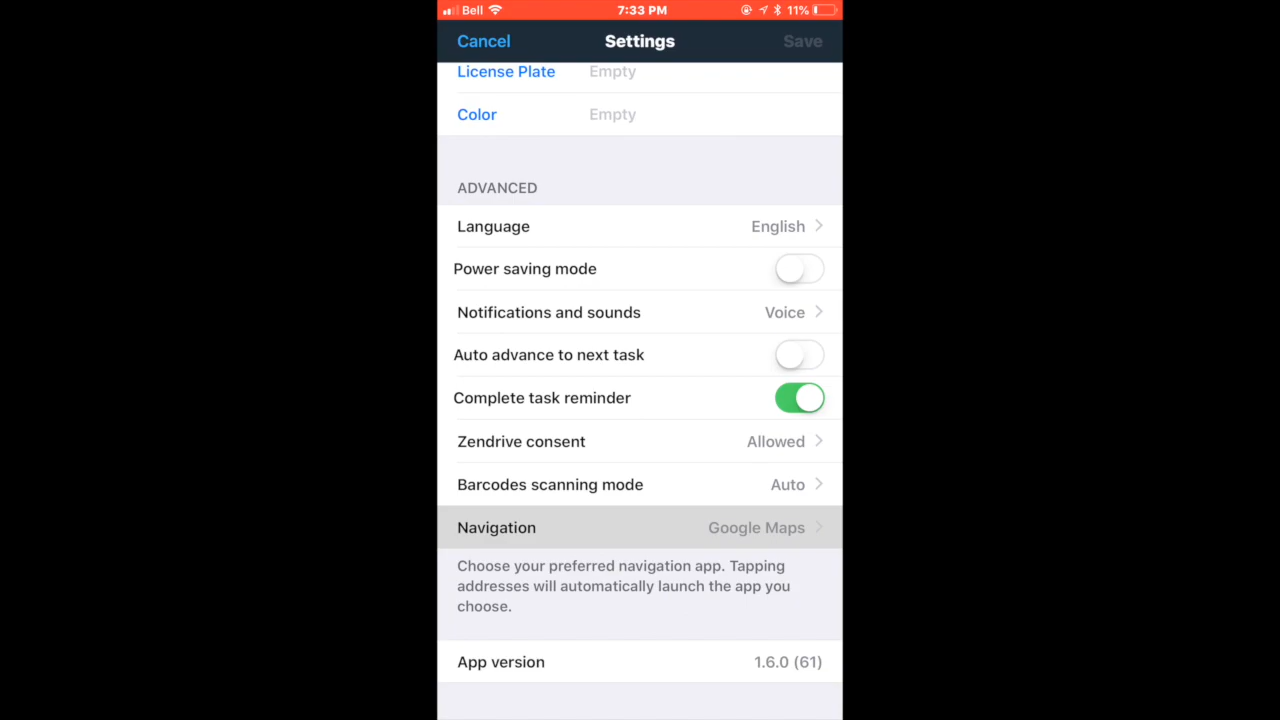 Bell 7:33 PM 11%
Cancel Settings Save
License Plate Empty
Color Empty
ADVANCED
Language English
Power saving mode
Notifications and sounds Voice
Auto advance to next task
Complete task reminder
Zendrive consent Allowed
Barcodes scanning mode Auto
Navigation Google Maps
Choose your preferred navigation app. Tapping
addresses will automatically launch the app you
choose.
App version 1.6.0 (61)